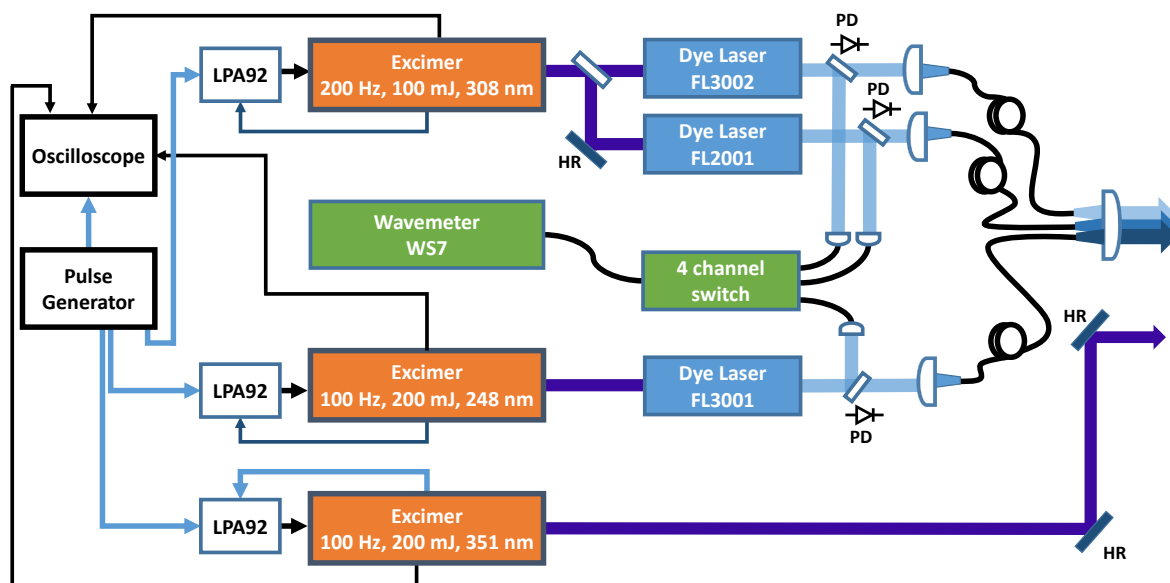 PD
LPA92
Excimer
200 Hz, 100 mJ, 308 nm
Dye Laser
FL3002
PD
Oscilloscope
HR
Dye Laser
FL2001
Wavemeter
WS7
4 channel
switch
Pulse
Generator
HR
LPA92
Excimer
100 Hz, 200 mJ, 248 nm
Dye Laser
FL3001
PD
LPA92
Excimer
100 Hz, 200 mJ, 351 nm
HR